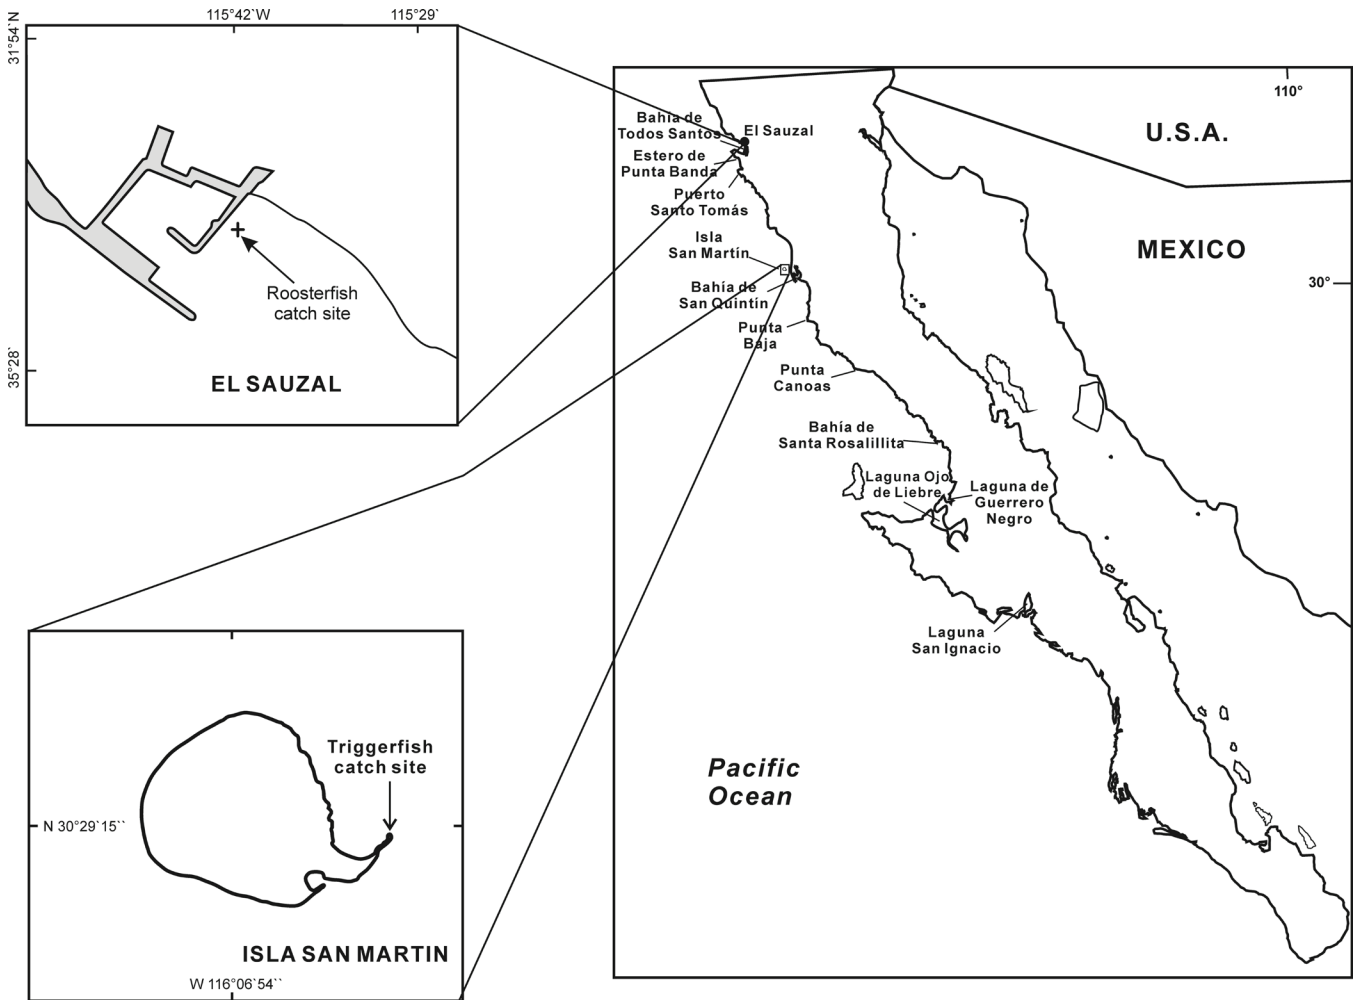 115°42`W
115°29`
31°54`N
Roosterfish
catch site
35°28`
EL SAUZAL
110°
U.S.A.
MEXICO
30°
Bahía de
Todos Santos
El Sauzal
Estero de
Punta Banda
Puerto
Santo Tomás
Isla
San Martín
Bahía de
San Quintín
Punta
Baja
Punta
Canoas
Bahía de
Santa Rosalillita
Laguna Ojo
de Liebre
Laguna de
Guerrero
Negro
Laguna
San Ignacio
Pacific
Ocean
Triggerfish
catch site
N 30°29`15``
ISLA SAN MARTIN
W 116°06`54``